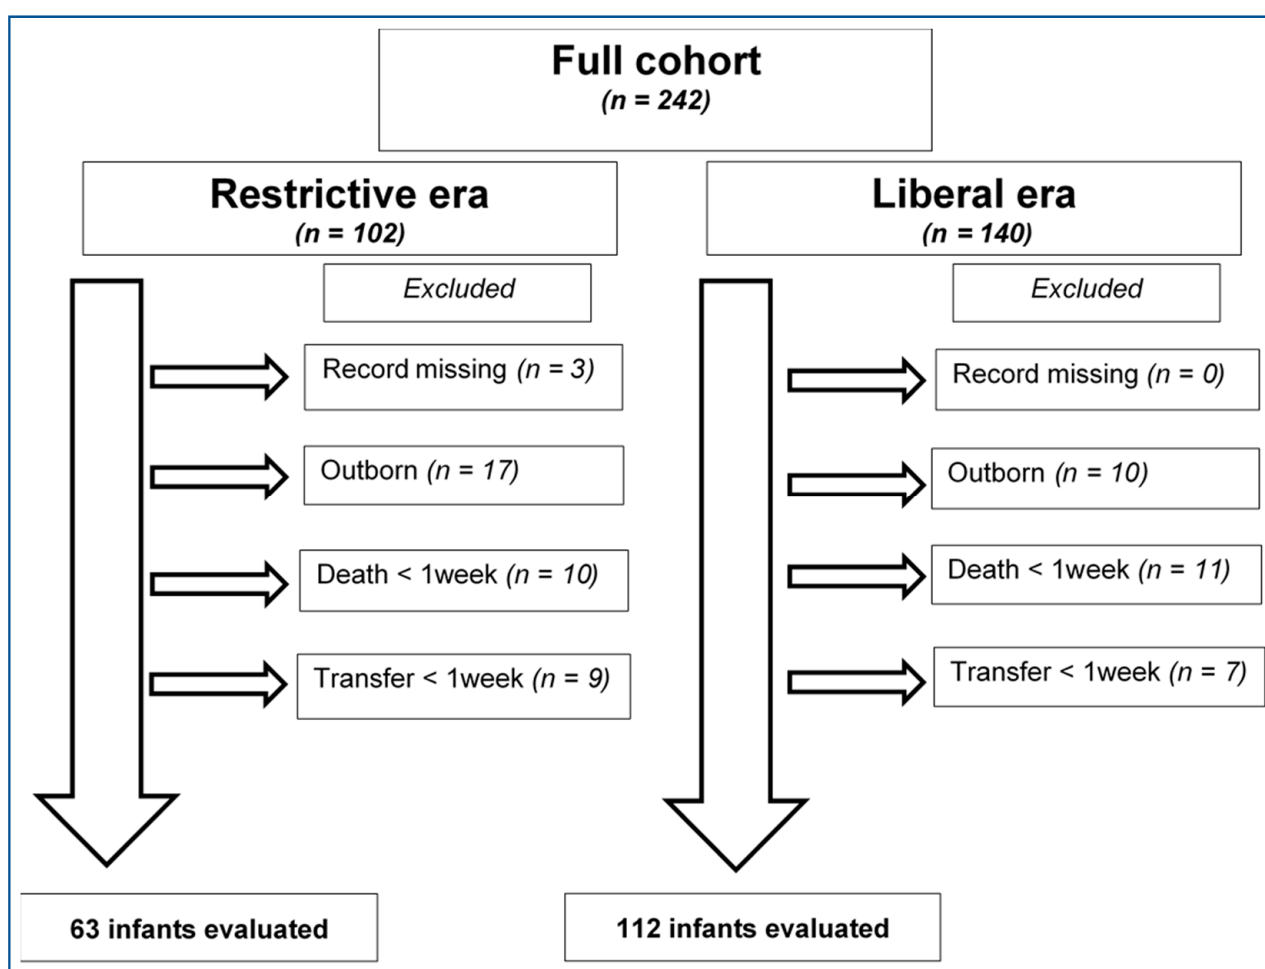 Full cohort
(n = 242)
Restrictive era
(n = 102)
Excluded
Record missing (n = 3)
Outborn (n = 17)
Death < 1week (n = 10)
Transfer < 1week (n = 9)
63 infants evaluated
Liberal era
(n = 140)
Excluded
Record missing (n = 0)
Outborn (n = 10)
Death < 1week (n = 11)
Transfer < 1week (n = 7)
112 infants evaluated